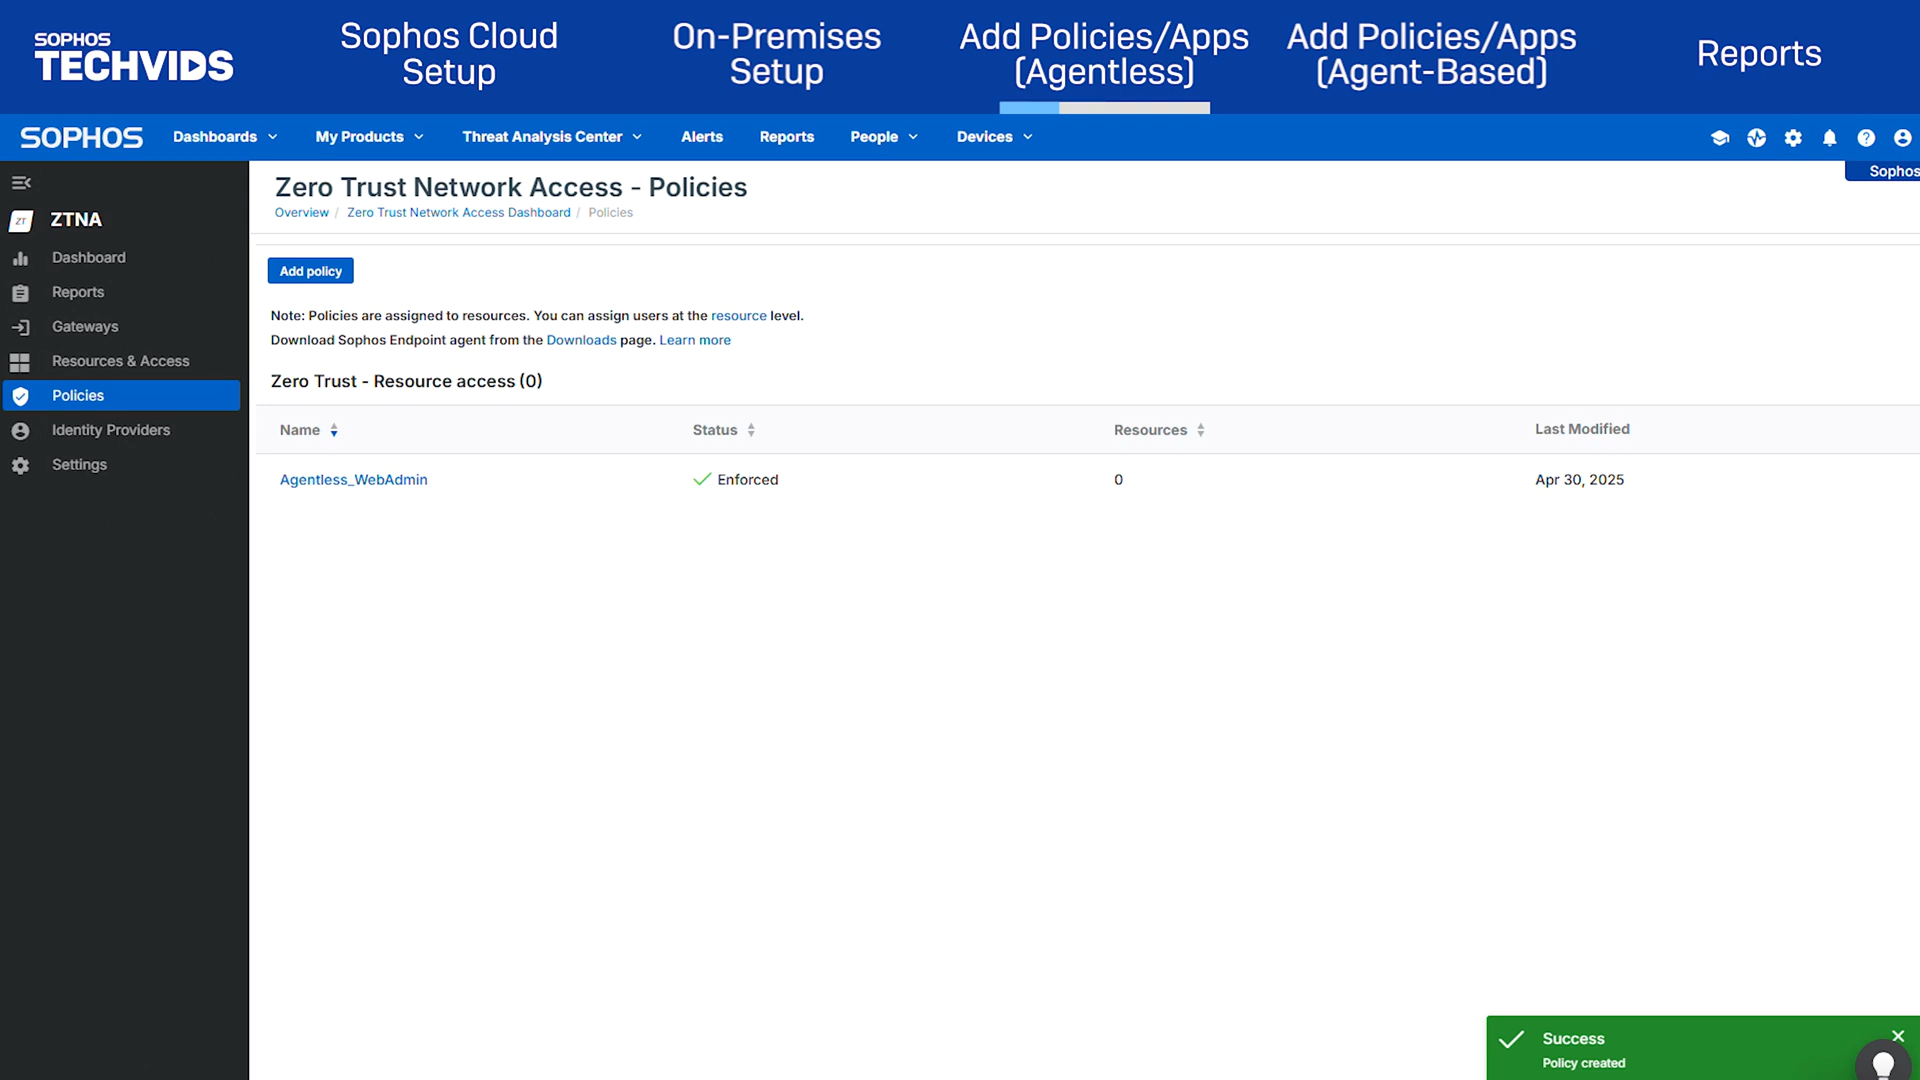 SOPHOS
TECHVIDS
Sophos Cloud
Setup
On-Premises
Setup
Add Policies/Apps
(Agentless)
Add Policies/Apps
(Agent-Based)
Reports
SOPHOS
Dashboards
My Products
Threat Analysis Center
Alerts
Reports
People
Devices
Sophos
ZT
ZTNA
Dashboard
Reports
Gateways
Resources & Access
Policies
Identity Providers
Settings
Zero Trust Network Access - Policies
Overview / Zero Trust Network Access Dashboard / Policies
Add policy
Note: Policies are assigned to resources. You can assign users at the resource level.
Download Sophos Endpoint agent from the Downloads page. Learn more
Zero Trust - Resource access (0)
Name Status Resources Last Modified
Agentless_WebAdmin Enforced 0 Apr 30, 2025
Success
Policy created